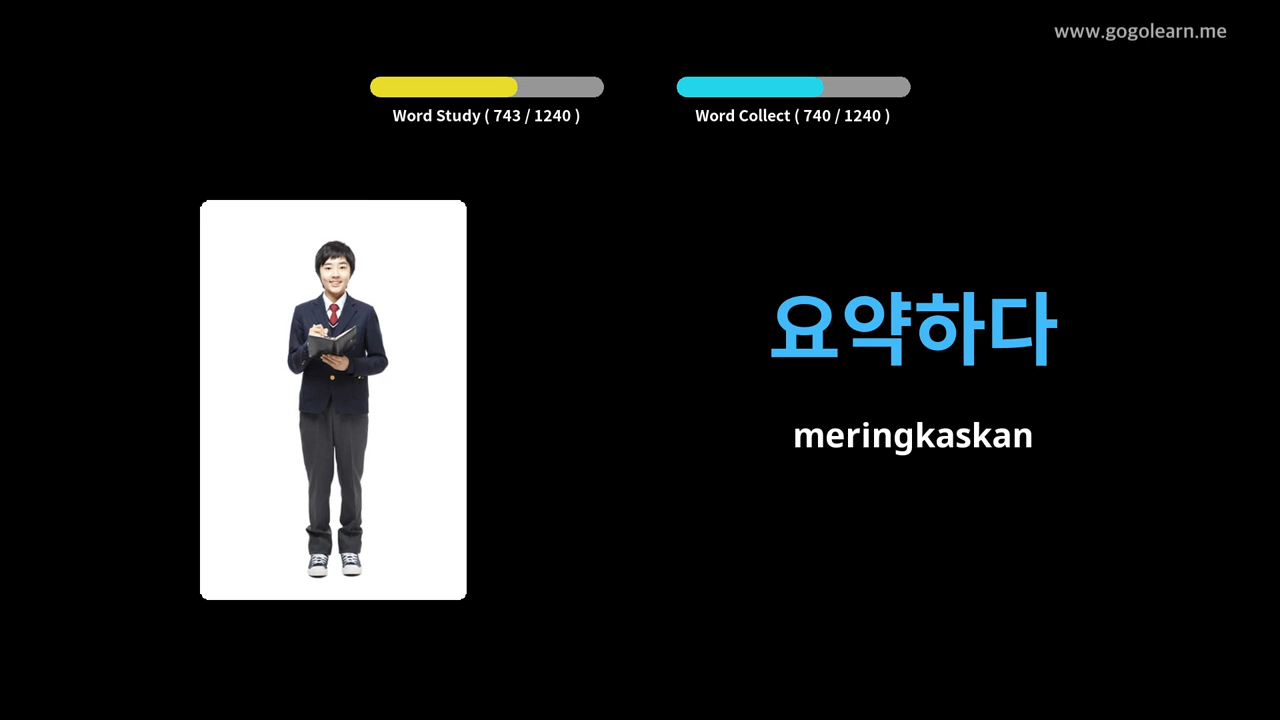 www.gogolearn.me
Word Study ( 743 / 1240 )
Word Collect ( 740 / 1240 )
요약하다
meringkaskan